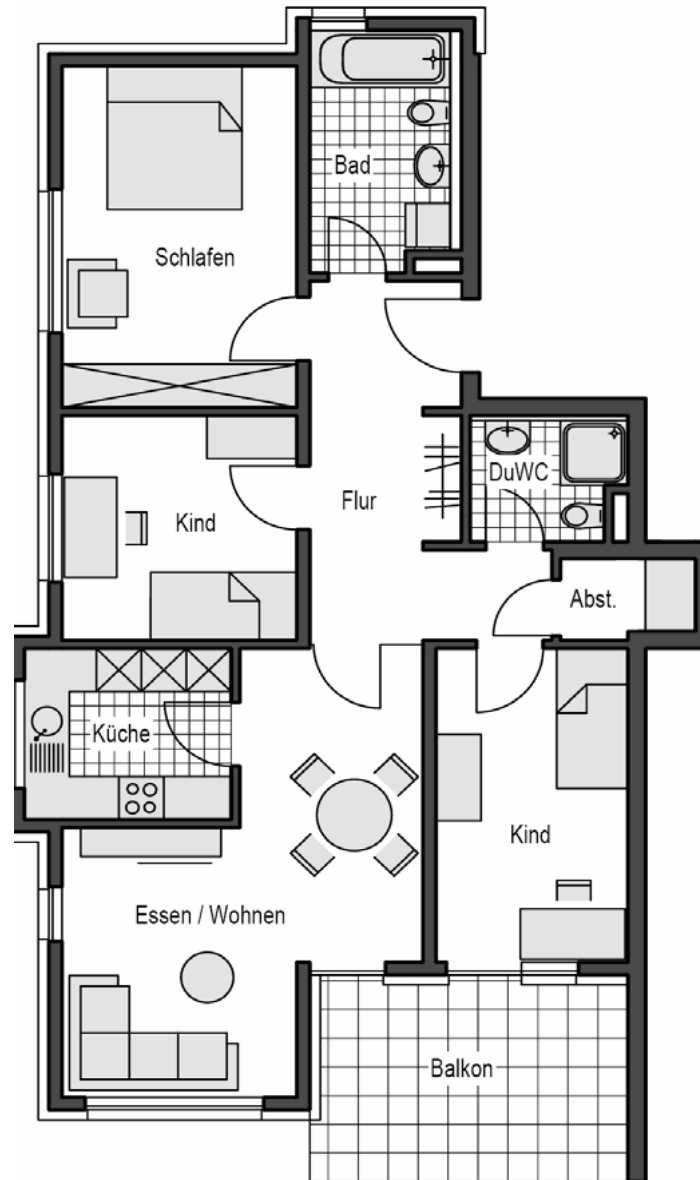 Bad
Schlafen
DuWC
Kind
Flur
Abst.
Küche
Kind
Essen / Wohnen
Balkon